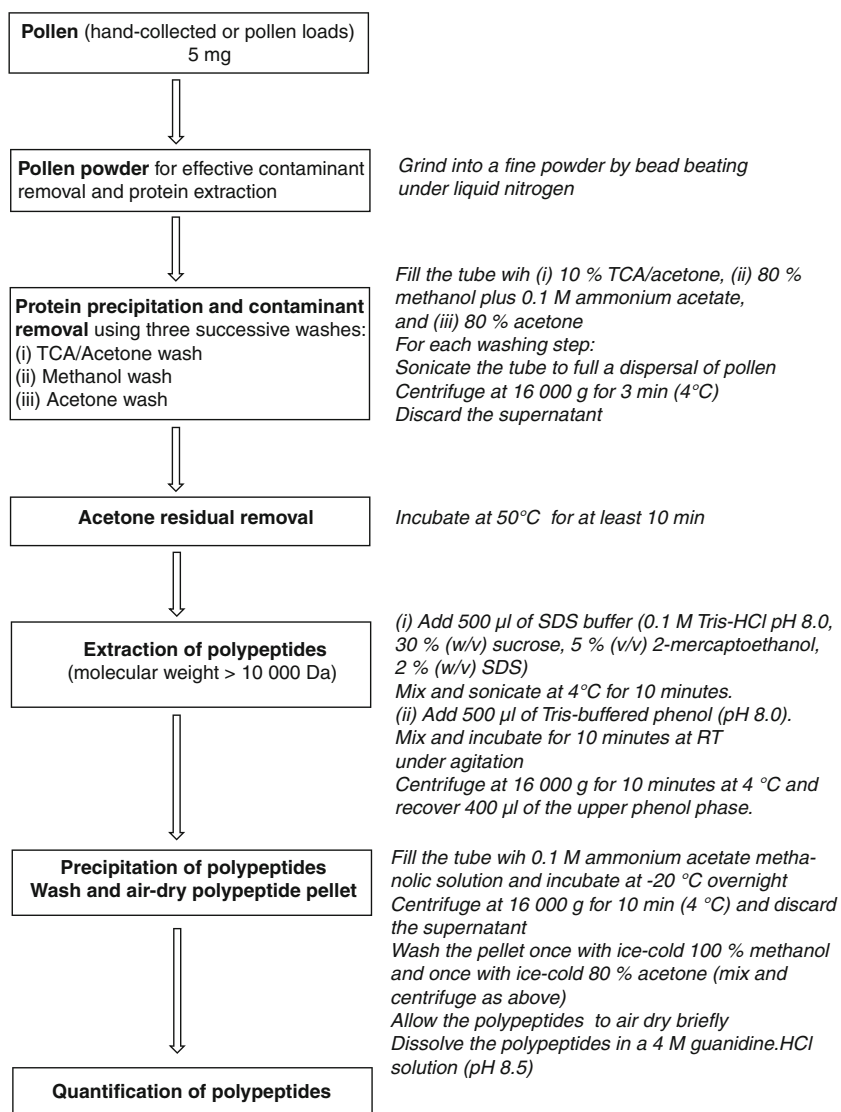 Pollen (hand-collected or pollen loads)
5 mg
Pollen powder for effective contaminant
removal and protein extraction
Grind into a fine powder by bead beating
under liquid nitrogen
Protein precipitation and contaminant
removal using three successive washes:
(i) TCA/Acetone wash
(ii) Methanol wash
(iii) Acetone wash
Fill the tube wih (i) 10 % TCA/acetone, (ii) 80 %
methanol plus 0.1 M ammonium acetate,
and (iii) 80 % acetone
For each washing step:
Sonicate the tube to full a dispersal of pollen
Centrifuge at 16 000 g for 3 min (4°C)
Discard the supernatant
Acetone residual removal
Incubate at 50°C for at least 10 min
Extraction of polypeptides
(molecular weight > 10 000 Da)
(i) Add 500 µl of SDS buffer (0.1 M Tris-HCl pH 8.0,
30 % (w/v) sucrose, 5 % (v/v) 2-mercaptoethanol,
2 % (w/v) SDS)
Mix and sonicate at 4°C for 10 minutes.
(ii) Add 500 µl of Tris-buffered phenol (pH 8.0).
Mix and incubate for 10 minutes at RT
under agitation
Centrifuge at 16 000 g for 10 minutes at 4 °C and
recover 400 µl of the upper phenol phase.
Precipitation of polypeptides
Wash and air-dry polypeptide pellet
Fill the tube wih 0.1 M ammonium acetate metha-
nolic solution and incubate at -20 °C overnight
Centrifuge at 16 000 g for 10 min (4 °C) and discard
the supernatant
Wash the pellet once with ice-cold 100 % methanol
and once with ice-cold 80 % acetone (mix and
centrifuge as above)
Allow the polypeptides to air dry briefly
Dissolve the polypeptides in a 4 M guanidine.HCl
solution (pH 8.5)
Quantification of polypeptides